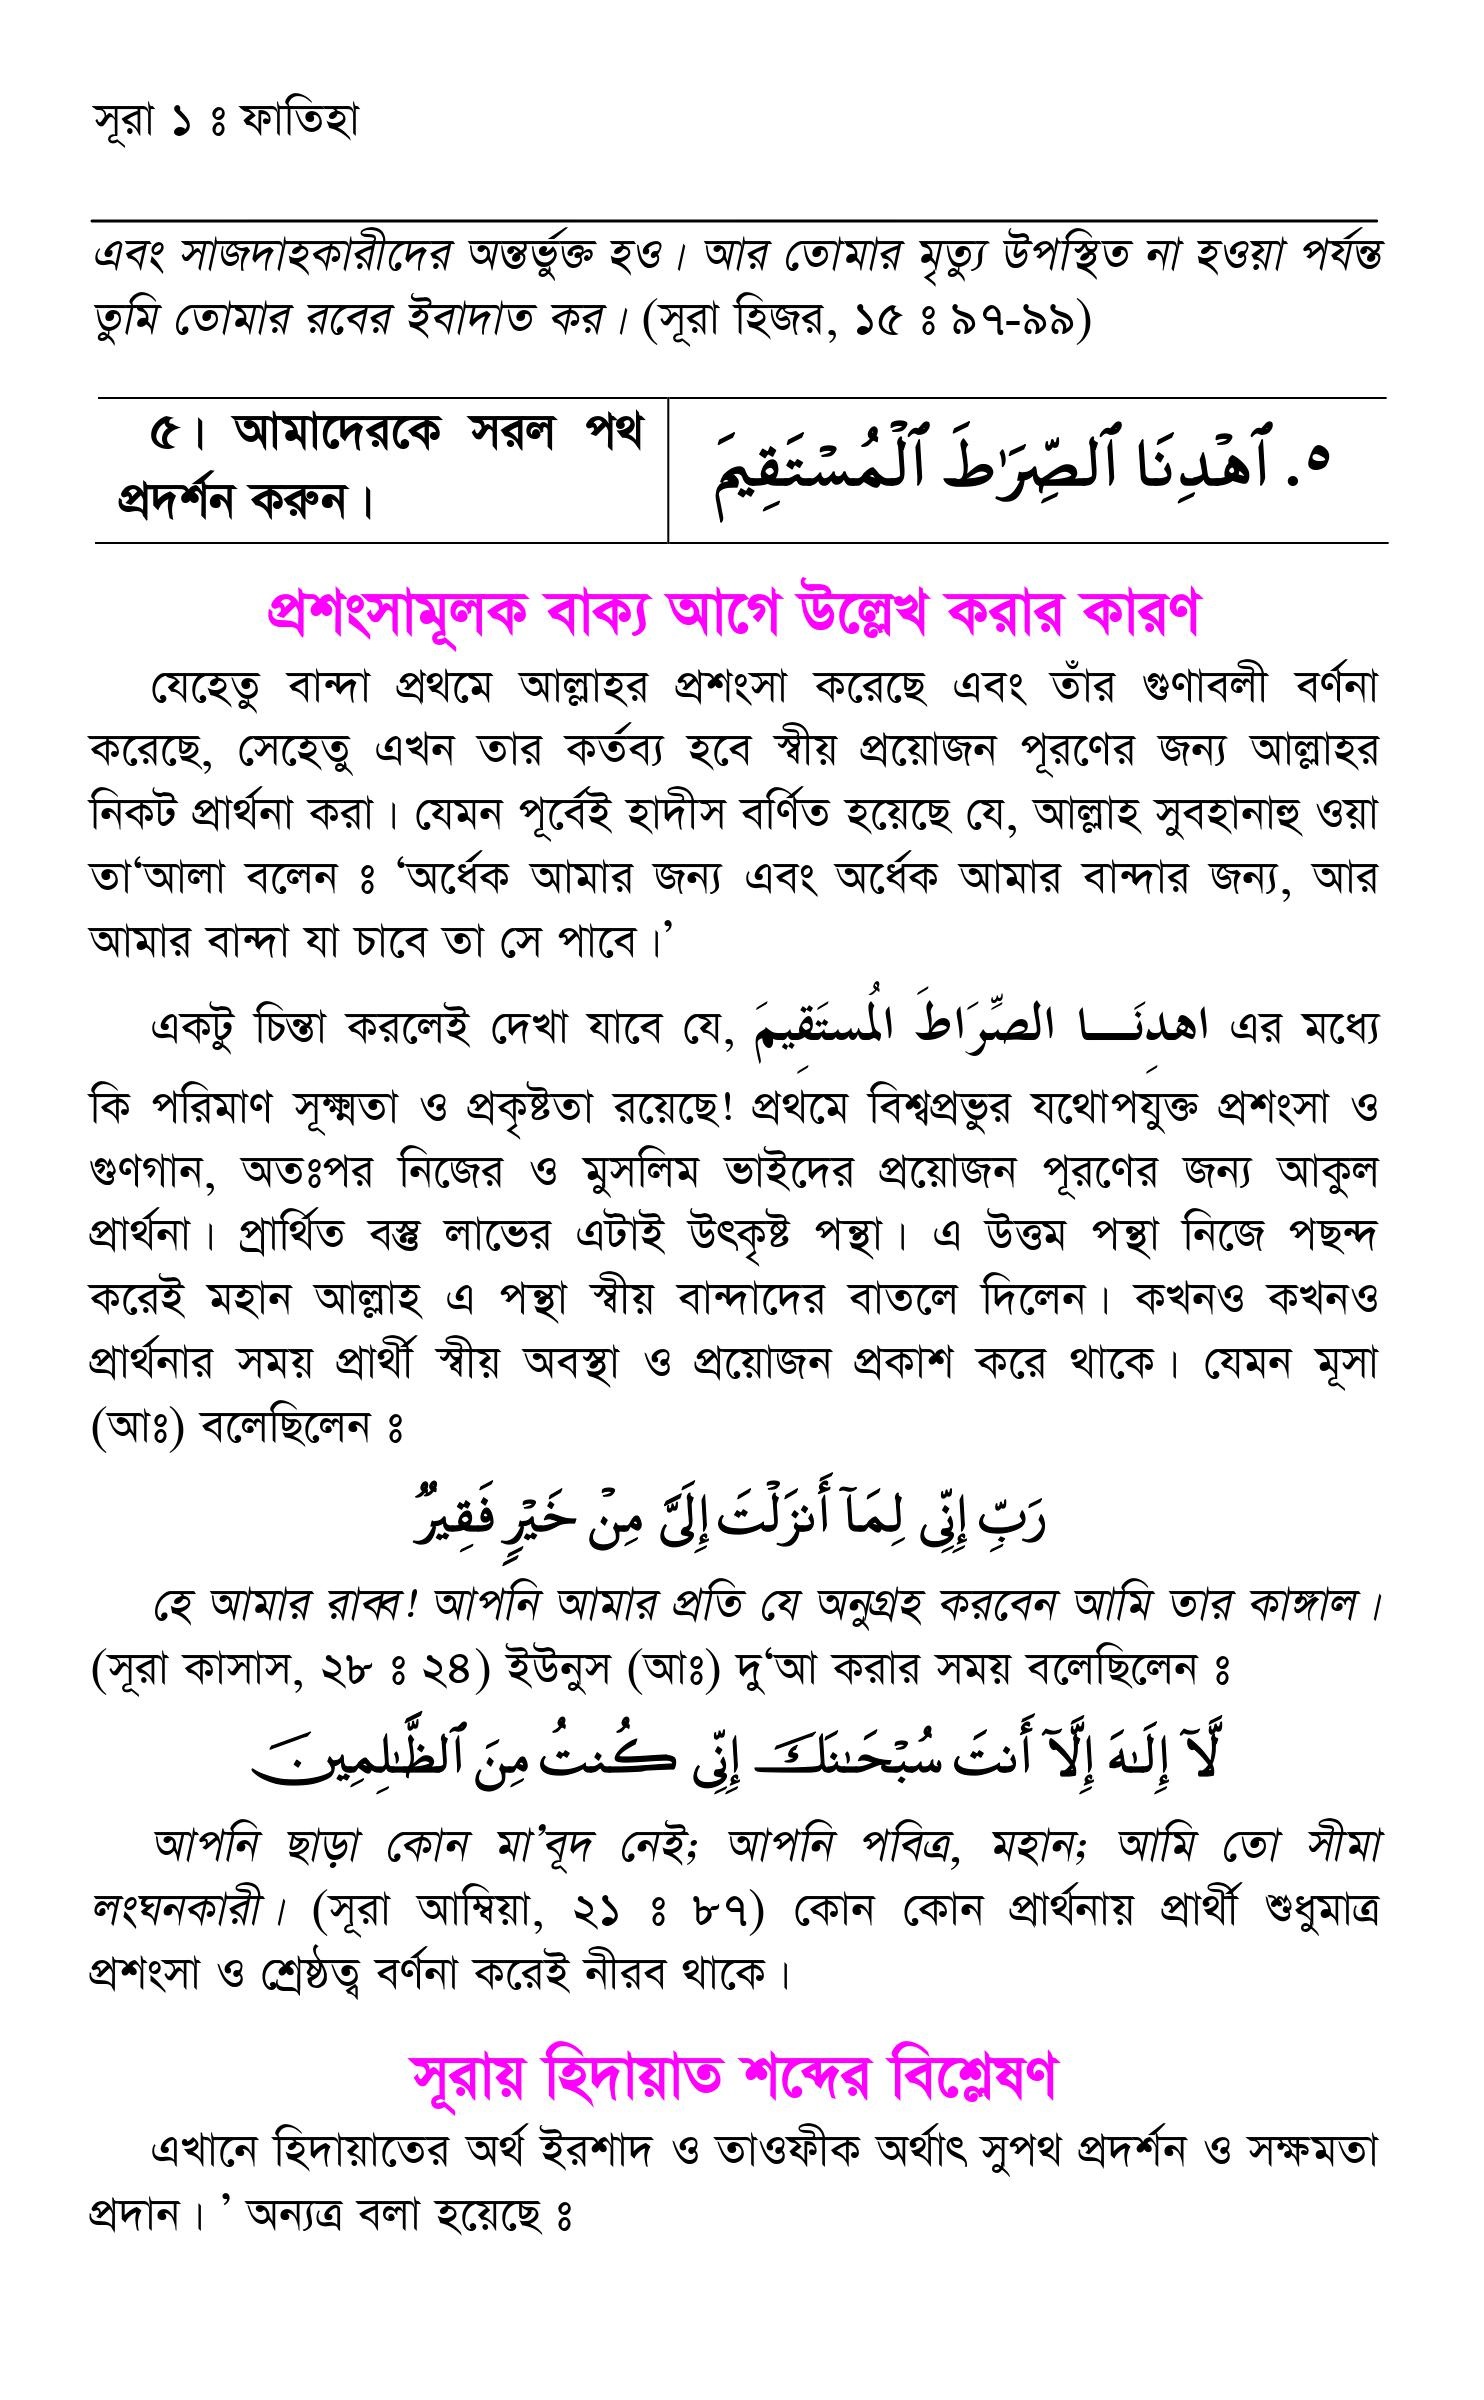 সূরা ১ ঃ ফাতিহা
এবং সাজদাহকারীদের অন্তর্ভুক্ত হও। আর তোমার মৃত্যু উপস্থিত না হওয়া পর্যন্ত
তুমি তোমার রবের ইবাদাত কর। (সূরা হিজর, ১৫ ঃ ৯৭-৯৯)
৫। আমাদেরকে সরল পথ
প্রদর্শন করুন।
٥. ٱهْدِنَا ٱلصِّرَٰطَ ٱلْمُسْتَقِيمَ
প্রশংসামূলক বাক্য আগে উল্লেখ করার কারণ
যেহেতু বান্দা প্রথমে আল্লাহর প্রশংসা করেছে এবং তাঁর গুণাবলী বর্ণনা
করেছে, সেহেতু এখন তার কর্তব্য হবে স্বীয় প্রয়োজন পূরণের জন্য আল্লাহর
নিকট প্রার্থনা করা। যেমন পূর্বেই হাদীস বর্ণিত হয়েছে যে, আল্লাহ সুবহানাহু ওয়া
তা‘আলা বলেন ঃ ‘অর্ধেক আমার জন্য এবং অর্ধেক আমার বান্দার জন্য, আর
আমার বান্দা যা চাবে তা সে পাবে।’
একটু চিন্তা করলেই দেখা যাবে যে, اهدِنَــــا الصِّرَاطَ الُمستَقِيمَ এর মধ্যে
কি পরিমাণ সূক্ষ্মতা ও প্রকৃষ্টতা রয়েছে! প্রথমে বিশ্বপ্রভুর যথোপযুক্ত প্রশংসা ও
গুণগান, অতঃপর নিজের ও মুসলিম ভাইদের প্রয়োজন পূরণের জন্য আকুল
প্রার্থনা। প্রার্থিত বস্তু লাভের এটাই উৎকৃষ্ট পন্থা। এ উত্তম পন্থা নিজে পছন্দ
করেই মহান আল্লাহ এ পন্থা স্বীয় বান্দাদের বাতলে দিলেন। কখনও কখনও
প্রার্থনার সময় প্রার্থী স্বীয় অবস্থা ও প্রয়োজন প্রকাশ করে থাকে। যেমন মূসা
(আঃ) বলেছিলেন ঃ
رَبِّ إِنِّى لِمَآ أَنزَلْتَ إِلَىَّ مِنْ خَيْرٍ فَقِيرٌ
হে আমার রাব্ব! আপনি আমার প্রতি যে অনুগ্রহ করবেন আমি তার কাঙ্গাল।
(সূরা কাসাস, ২৮ ঃ ২৪) ইউনুস (আঃ) দু‘আ করার সময় বলেছিলেন ঃ
لَّآ إِلَـٰهَ إِلَّآ أَنتَ سُبْحَـٰنَكَ إِنِّى كُنتُ مِنَ ٱلظَّـٰلِمِينَ
আপনি ছাড়া কোন মা’বূদ নেই; আপনি পবিত্র, মহান; আমি তো সীমা
লংঘনকারী। (সূরা আম্বিয়া, ২১ ঃ ৮৭) কোন কোন প্রার্থনায় প্রার্থী শুধুমাত্র
প্রশংসা ও শ্রেষ্ঠত্ব বর্ণনা করেই নীরব থাকে।
সূরায় হিদায়াত শব্দের বিশ্লেষণ
এখানে হিদায়াতের অর্থ ইরশাদ ও তাওফীক অর্থাৎ সুপথ প্রদর্শন ও সক্ষমতা
প্রদান। ’ অন্যত্র বলা হয়েছে ঃ